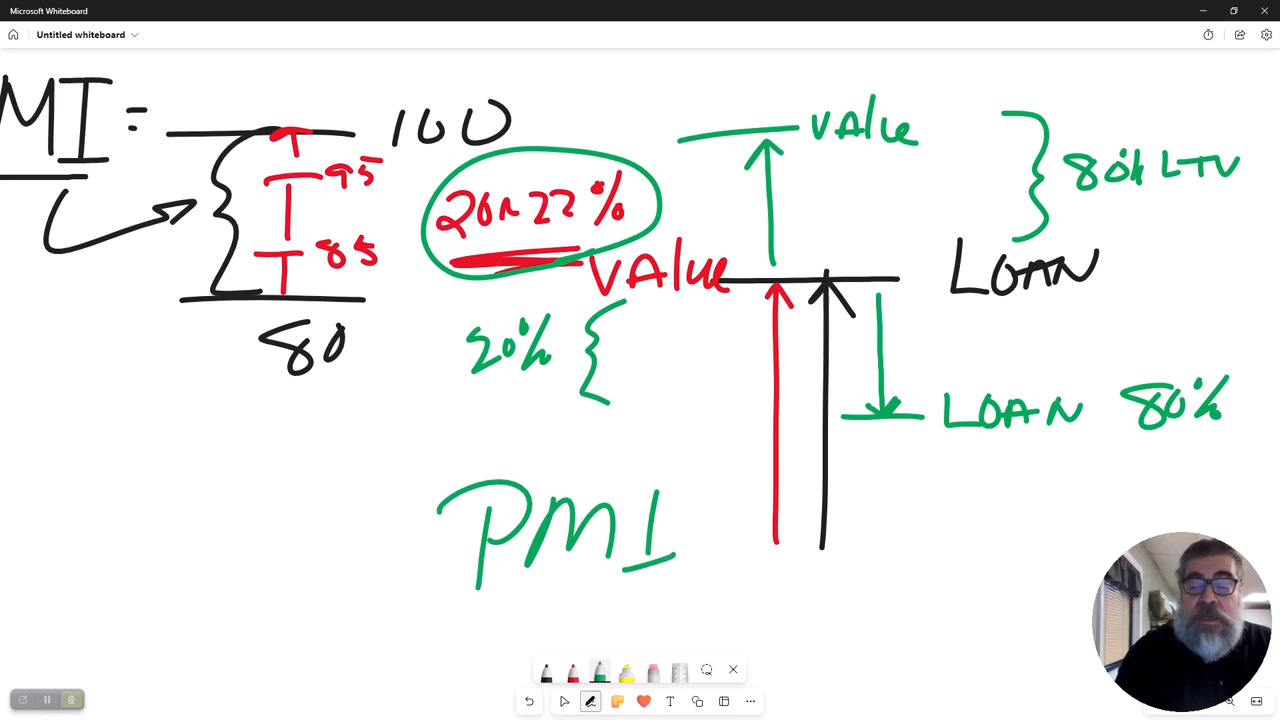 Microsoft Whiteboard
Untitled whiteboard
MI =
100
95
85
80
20~22%
VALUE
20%
PMI
VALUE
80% LTV
LOAN
LOAN 80%
T